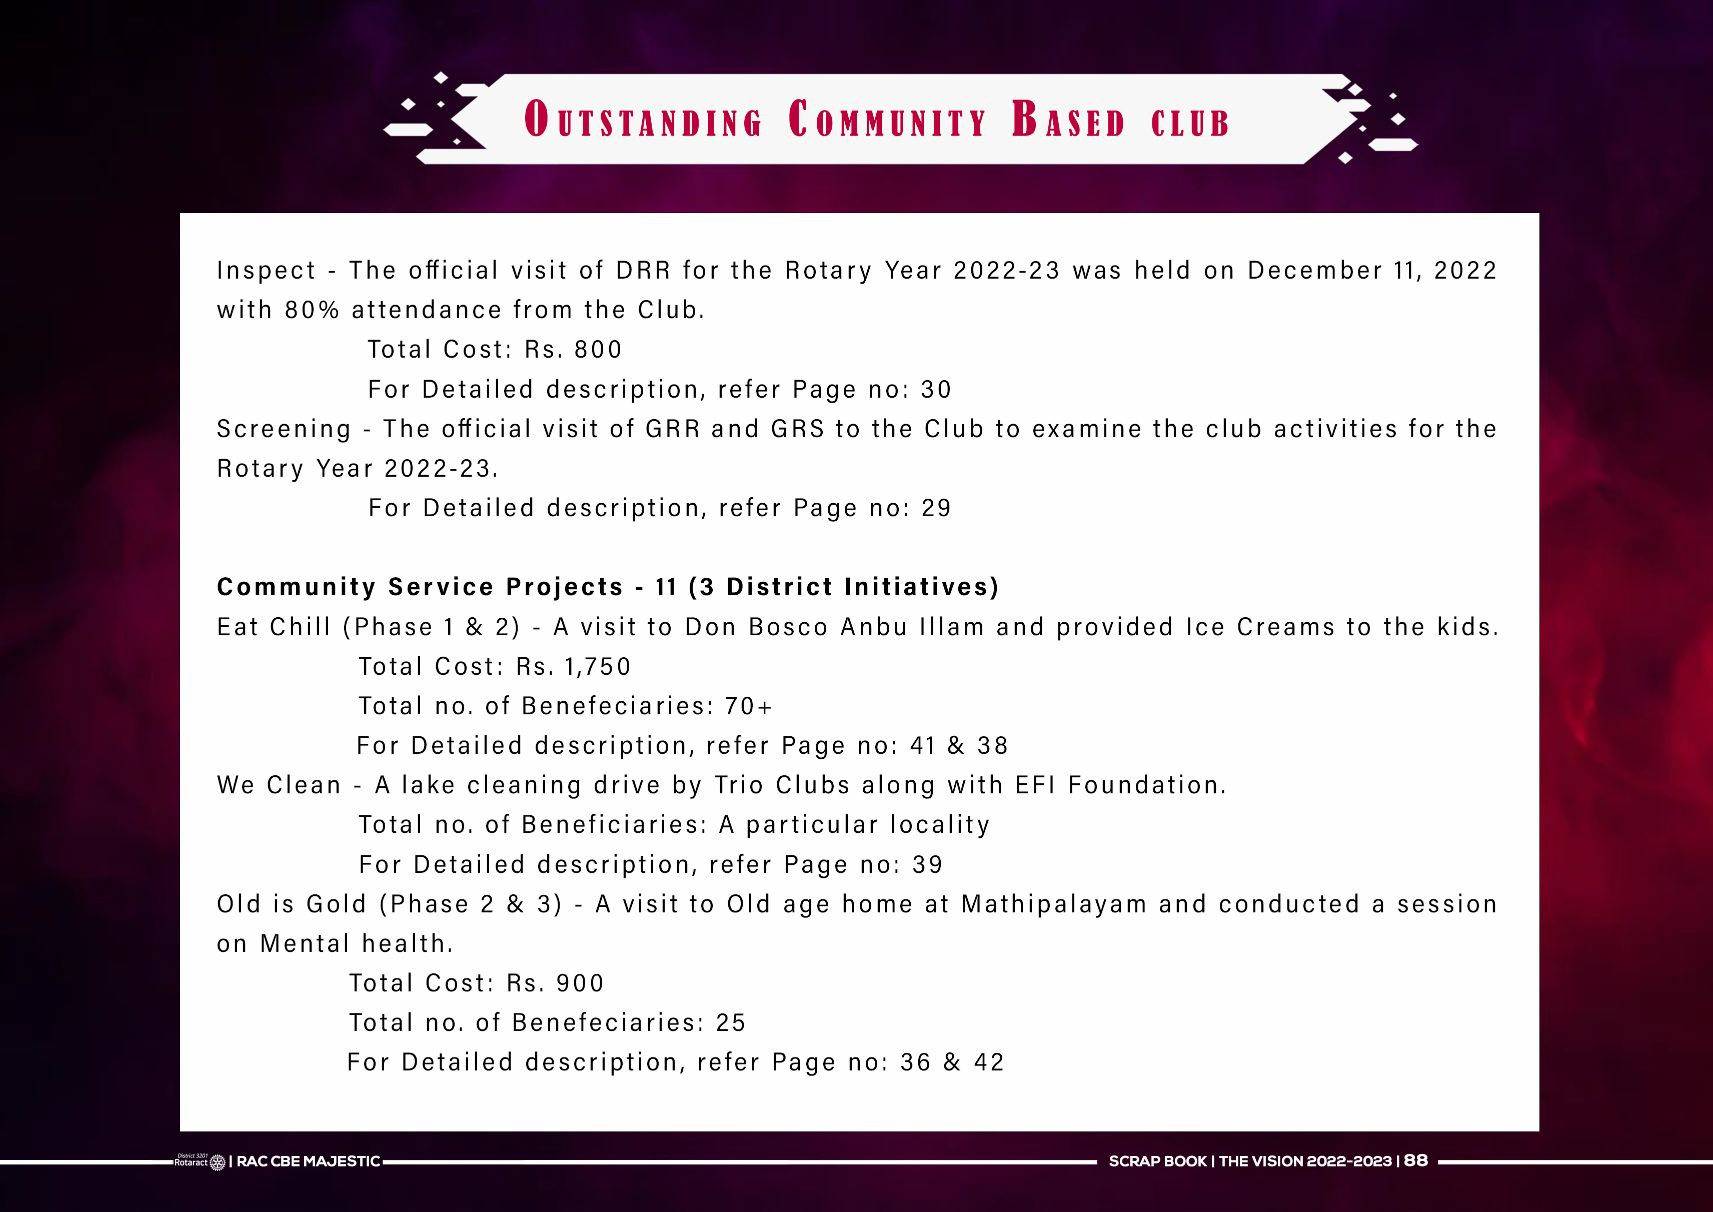 Outstanding Community Based club
Inspect - The official visit of DRR for the Rotary Year 2022-23 was held on December 11, 2022
with 80% attendance from the Club.
Total Cost: Rs. 800
For Detailed description, refer Page no: 30
Screening - The official visit of GRR and GRS to the Club to examine the club activities for the
Rotary Year 2022-23.
For Detailed description, refer Page no: 29
Community Service Projects - 11 (3 District Initiatives)
Eat Chill (Phase 1 & 2) - A visit to Don Bosco Anbu Illam and provided Ice Creams to the kids.
Total Cost: Rs. 1,750
Total no. of Benefeciaries: 70+
For Detailed description, refer Page no: 41 & 38
We Clean - A lake cleaning drive by Trio Clubs along with EFI Foundation.
Total no. of Beneficiaries: A particular locality
For Detailed description, refer Page no: 39
Old is Gold (Phase 2 & 3) - A visit to Old age home at Mathipalayam and conducted a session
on Mental health.
Total Cost: Rs. 900
Total no. of Benefeciaries: 25
For Detailed description, refer Page no: 36 & 42
District 3201
Rotaract | RAC CBE MAJESTIC
SCRAP BOOK | THE VISION 2022-2023 | 88